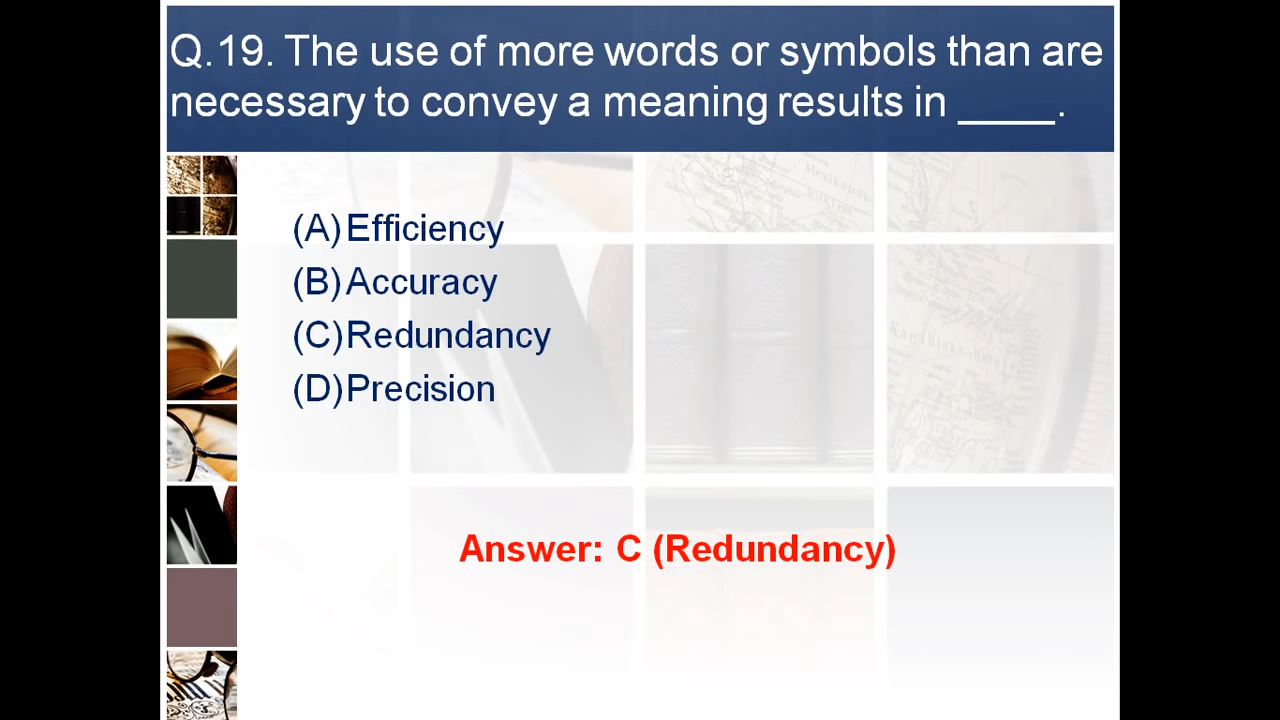 Q.19. The use of more words or symbols than are
necessary to convey a meaning results in ____.
(A) Efficiency
(B) Accuracy
(C) Redundancy
(D) Precision
Answer: C (Redundancy)